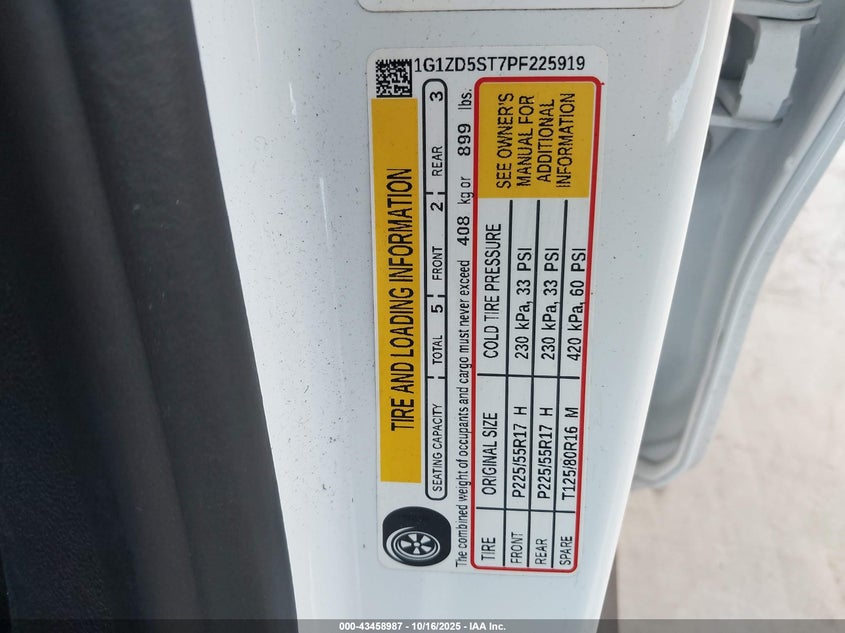 1G1ZD5ST7PF225919
TIRE AND LOADING INFORMATION
SEATING CAPACITY TOTAL 5 FRONT 2 REAR 3
The combined weight of occupants and cargo must never exceed 408 kg or 899 lbs.
TIRE ORIGINAL SIZE COLD TIRE PRESSURE
FRONT P225/55R17 H 230 kPa, 33 PSI
REAR P225/55R17 H 230 kPa, 33 PSI
SPARE T125/80R16 M 420 kPa, 60 PSI
SEE OWNER'S
MANUAL FOR
ADDITIONAL
INFORMATION
000-43458987 - 10/16/2025 - IAA Inc.